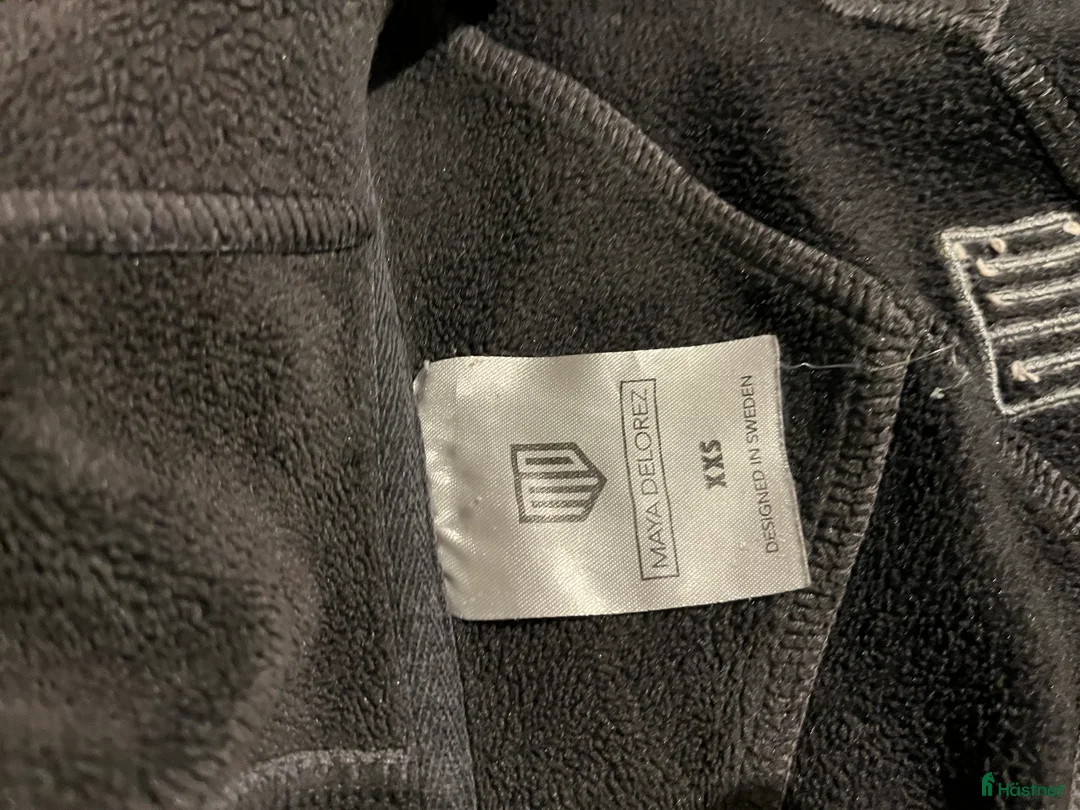 MAYA DELOREZ
XXS
DESIGNED IN SWEDEN
Hästnet